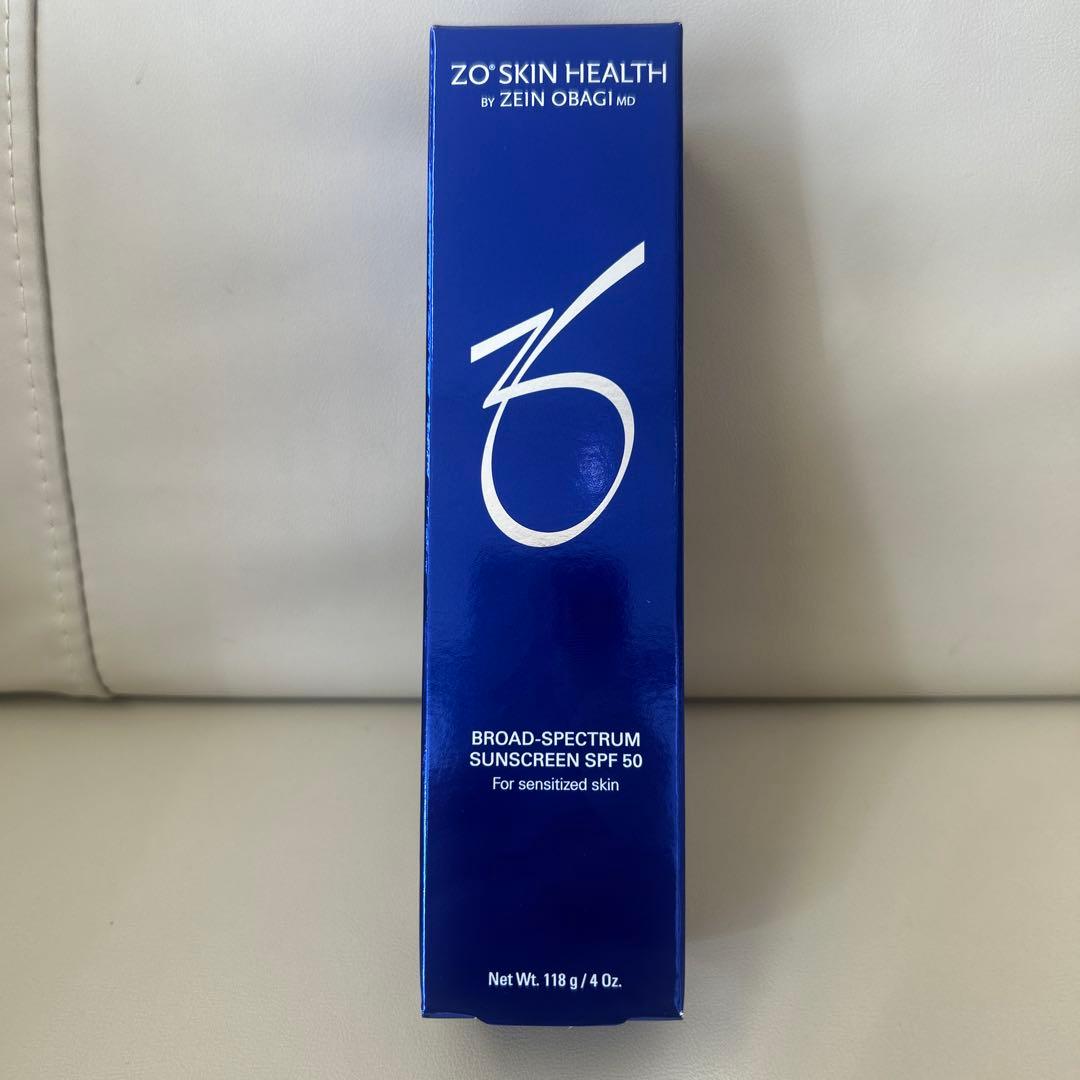 ZO® SKIN HEALTH
BY ZEIN OBAGI MD
ZO
BROAD-SPECTRUM
SUNSCREEN SPF 50
For sensitized skin
Net Wt. 118 g / 4 Oz.